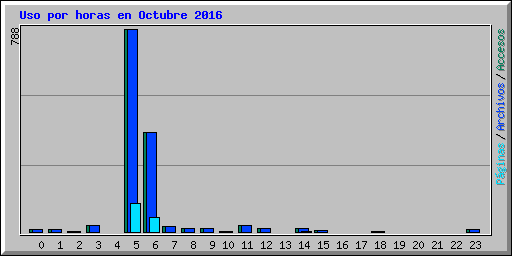 Uso por horas en Octubre 2016
788
Páginas / Archivos / Accesos
0 1 2 3 4 5 6 7 8 9 10 11 12 13 14 15 16 17 18 19 20 21 22 23